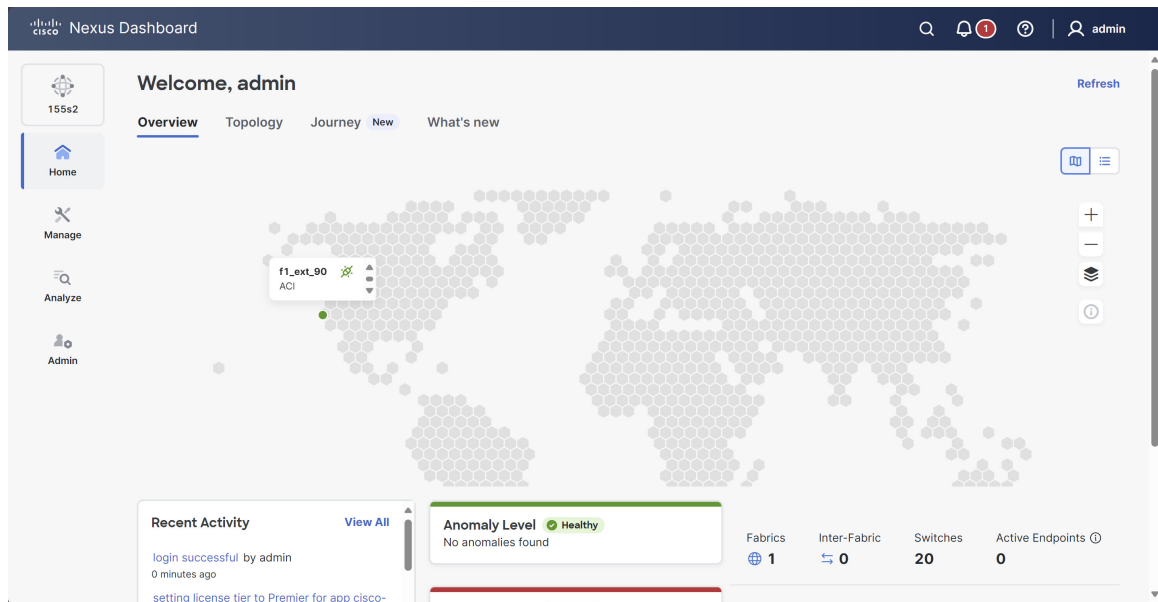 CISCO Nexus Dashboard
1
admin
155s2
Home
Manage
Analyze
Admin
Welcome, admin
Refresh
Overview Topology Journey New What's new
f1_ext_90
ACI
Recent Activity View All
login successful by admin
0 minutes ago
setting license tier to Premier for app cisco-
Anomaly Level Healthy
No anomalies found
Fabrics Inter-Fabric Switches Active Endpoints
1 0 20 0